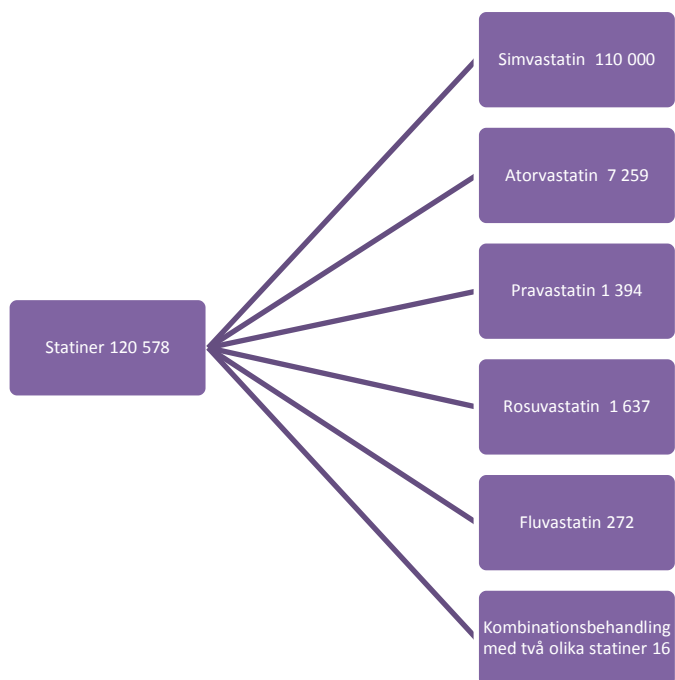 Statiner 120 578
Simvastatin 110 000
Atorvastatin 7 259
Pravastatin 1 394
Rosuvastatin 1 637
Fluvastatin 272
Kombinationsbehandling
med två olika statiner 16